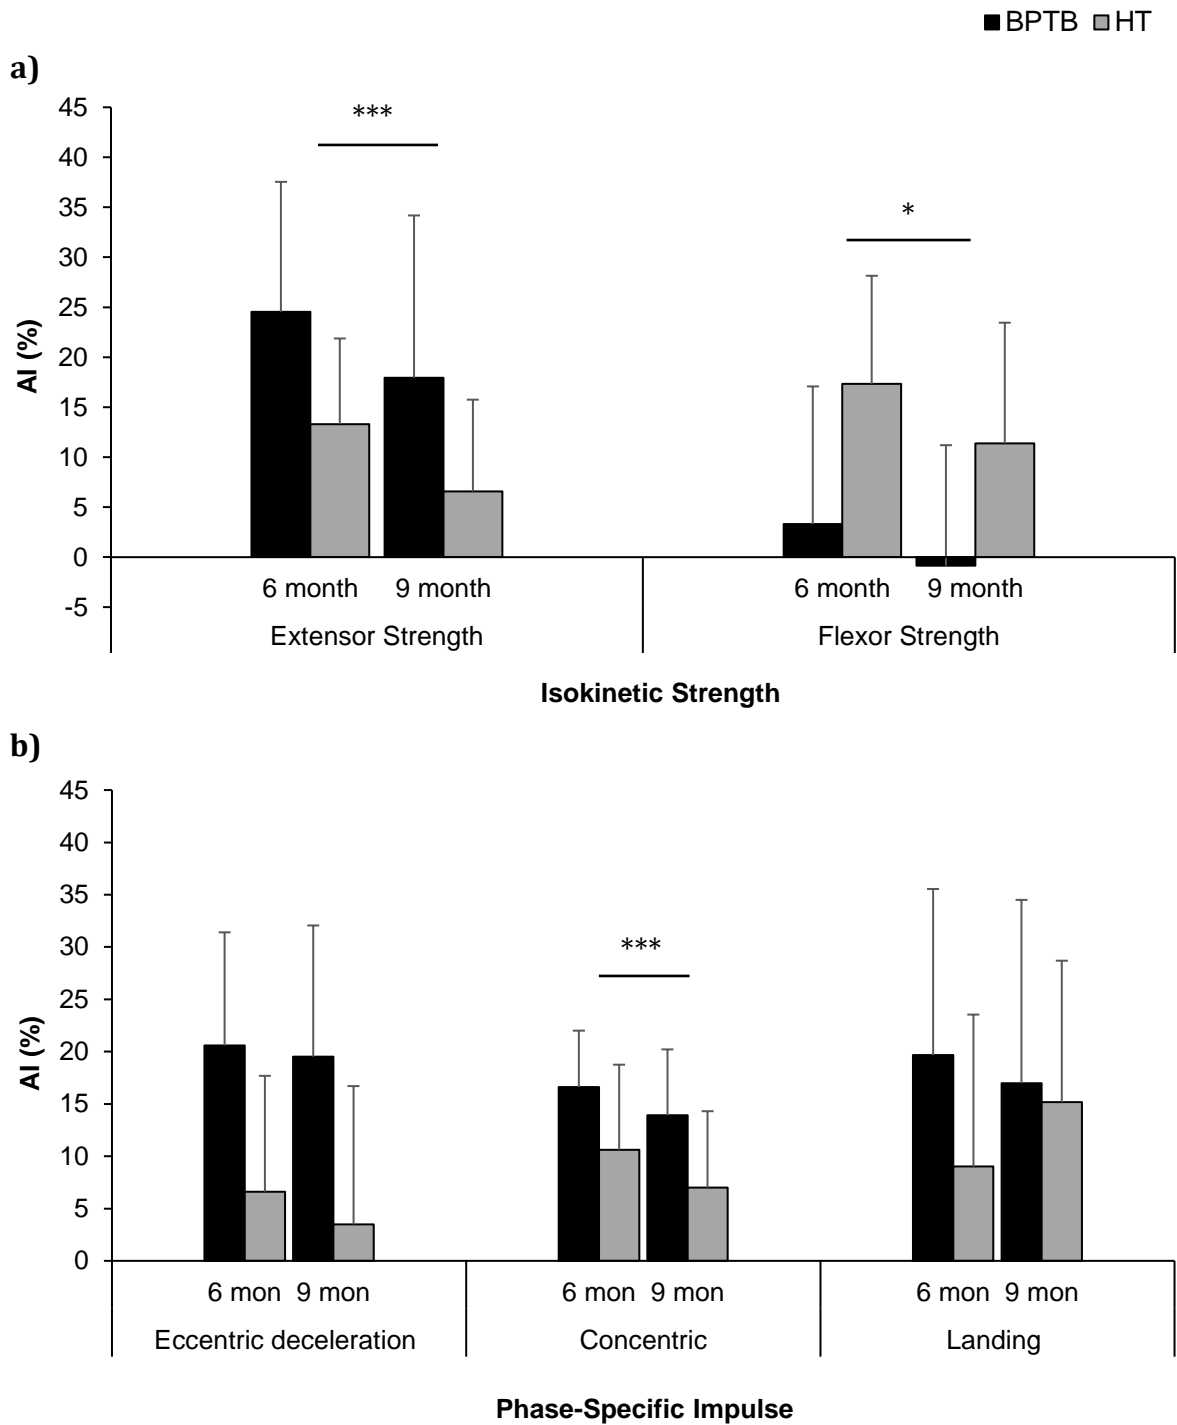 BPTB HT
a)
45
40
35
30
25
20
15
10
5
0
-5
AI (%)
***
*
6 month 9 month 6 month 9 month
Extensor Strength Flexor Strength
Isokinetic Strength
b)
45
40
35
30
25
20
15
10
5
0
AI (%)
***
6 mon 9 mon 6 mon 9 mon 6 mon 9 mon
Eccentric deceleration Concentric Landing
Phase-Specific Impulse